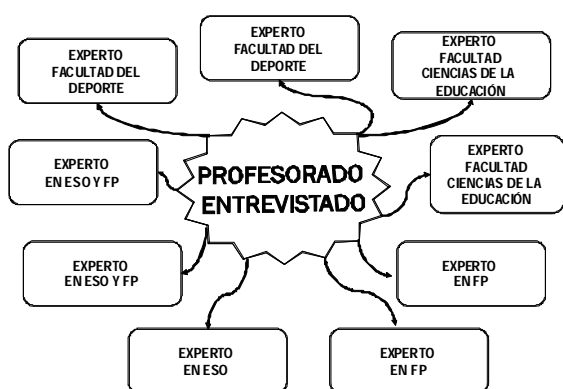 EXPERTO
FACULTAD DEL
DEPORTE
EXPERTO
FACULTAD DEL
DEPORTE
EXPERTO
FACULTAD
CIENCIAS DE LA
EDUCACIÓN
EXPERTO
EN ESO Y FP
PROFESORADO
ENTREVISTADO
EXPERTO
FACULTAD
CIENCIAS DE LA
EDUCACIÓN
EXPERTO
EN ESO Y FP
EXPERTO
EN FP
EXPERTO
EN ESO
EXPERTO
EN FP